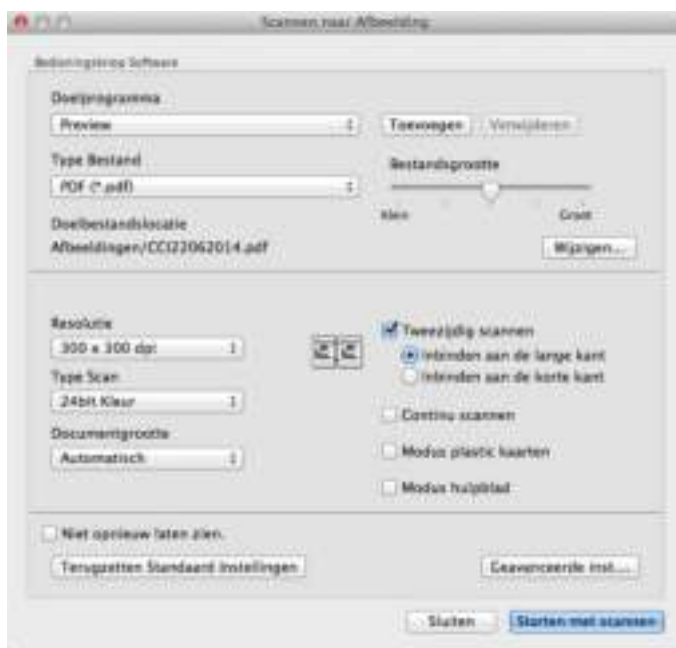 Scannen naar Afbeelding
Bedieningsknop Software
Doelprogramma
Preview
Toevoegen
Verwijderen
Type Bestand
PDF (*.pdf)
Bestandsgrootte
Klein
Groot
Doelbestandslocatie
Afbeeldingen/CCI22062014.pdf
Wijzigen...
Resolutie
300 x 300 dpi
Type Scan
24bit Kleur
Documentgrootte
Automatisch
Tweezijdig scannen
Inbinden aan de lange kant
Inbinden aan de korte kant
Continu scannen
Modus plastic kaarten
Modus hulpblad
Niet opnieuw laten zien.
Terugzetten Standaard Instellingen
Geavanceerde inst....
Sluiten
Starten met scannen